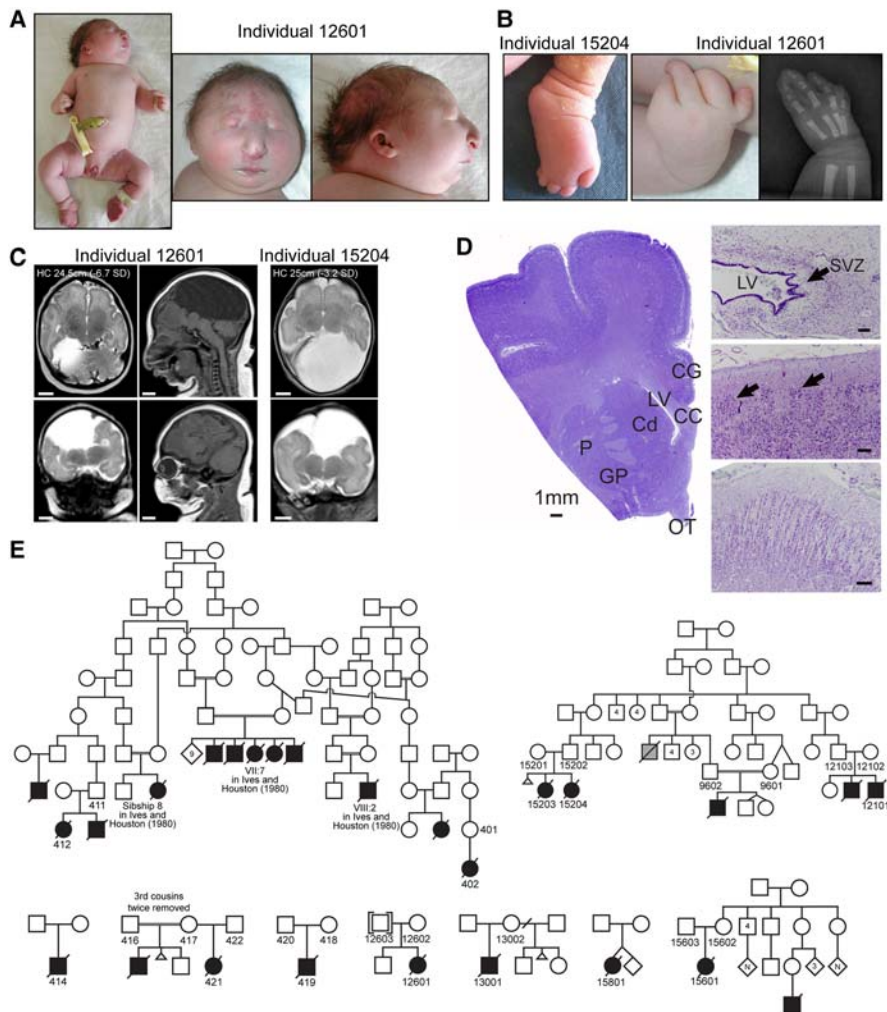 A
Individual 12601
B
Individual 15204
Individual 12601
C
Individual 12601
Individual 15204
HC 24.5cm (-6.7 SD)
HC 25cm (-3.2 SD)
D
CG
LV
CC
Cd
P
GP
1mm
OT
LV
SVZ
E
9
VII:7
in Ives and
Houston (1980)
411
Sibship 8
in Ives and
Houston (1980)
VIII:2
in Ives and
Houston (1980)
412
401
402
4
4
4
3
15201
15202
15203
15204
9602
9601
12103
12102
12101
414
3rd cousins
twice removed
416
417
422
421
420
418
419
12603
12602
12601
13002
13001
15801
15603
15602
4
15601
N
3
N